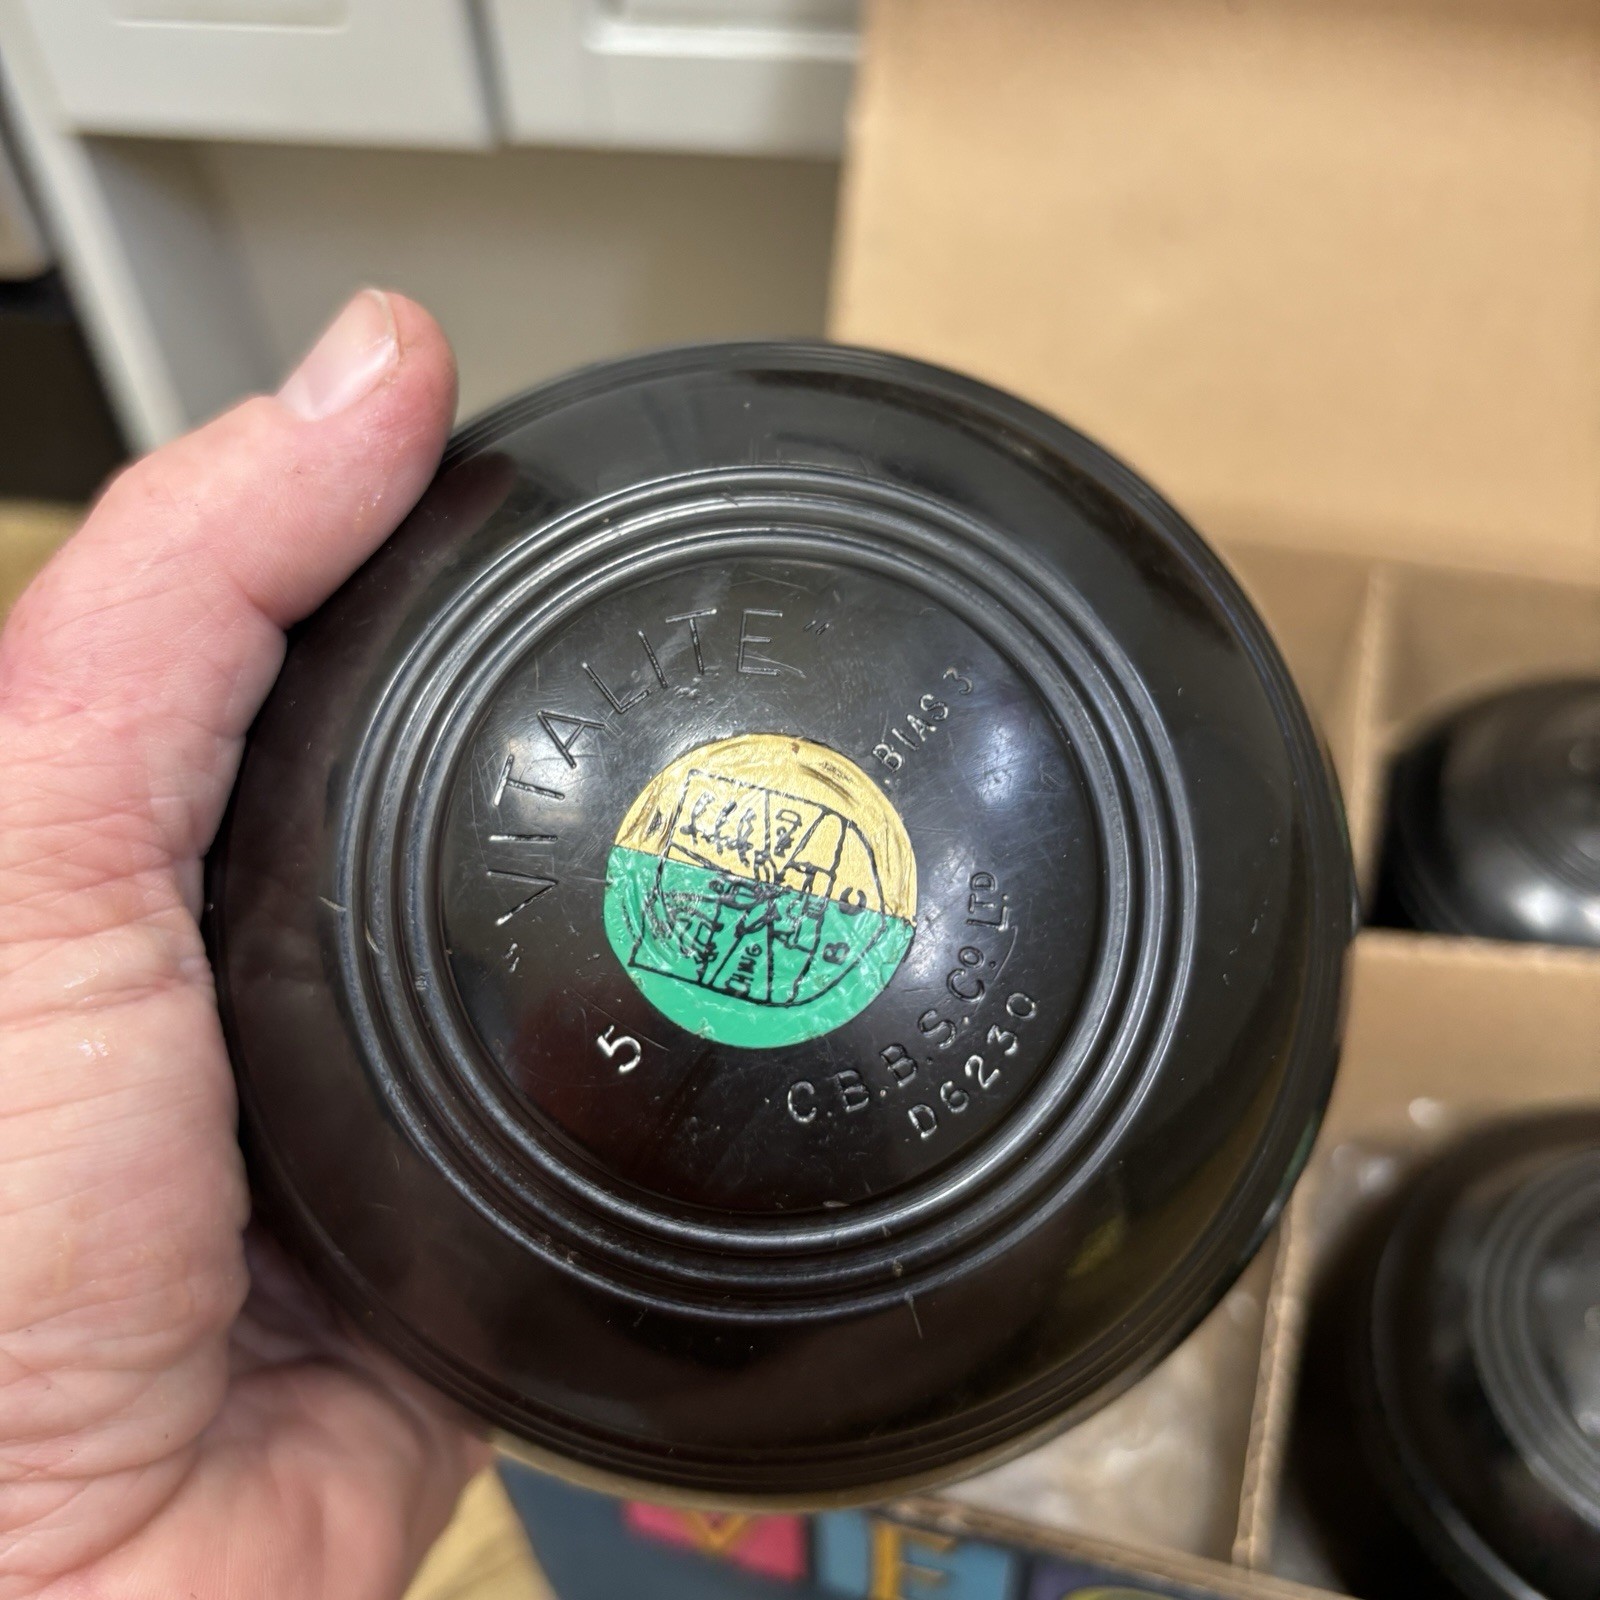 "VITALITE"
BIAS 3
C.B.B.S. Co. LTD.
D6230
5
C
B